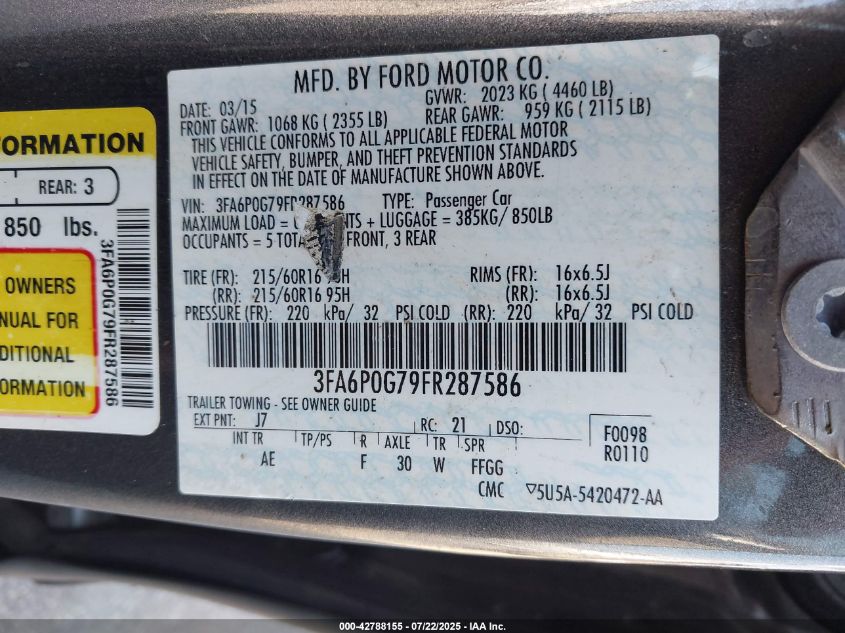 MFD. BY FORD MOTOR CO.
DATE: 03/15 GVWR: 2023 KG ( 4460 LB)
FRONT GAWR: 1068 KG ( 2355 LB) REAR GAWR: 959 KG ( 2115 LB)
THIS VEHICLE CONFORMS TO ALL APPLICABLE FEDERAL MOTOR
VEHICLE SAFETY, BUMPER, AND THEFT PREVENTION STANDARDS
IN EFFECT ON THE DATE OF MANUFACTURE SHOWN ABOVE.
VIN: 3FA6P0G79FR287586 TYPE: Passenger Car
MAXIMUM LOAD = + LUGGAGE = 385KG/ 850LB
OCCUPANTS = 5 FRONT, 3 REAR
TIRE (FR): 215/60R16 95H RIMS (FR): 16x6.5J
(RR): 215/60R16 95H (RR): 16x6.5J
PRESSURE (FR): 220 kPa/ 32 PSI COLD (RR): 220 kPa/ 32 PSI COLD
3FA6P0G79FR287586
TRAILER TOWING - SEE OWNER GUIDE
EXT PNT: J7 RC: 21 DSO:
INT TR TP/PS R AXLE TR SPR
AE F 30 W FFGG
F0098
R0110
CMC 5U5A-5420472-AA
FORMATION
REAR: 3
850 lbs.
OWNERS
NUAL FOR
DITIONAL
FORMATION
3FA6P0G79FR287586
000-42788155 - 07/22/2025 - IAA Inc.